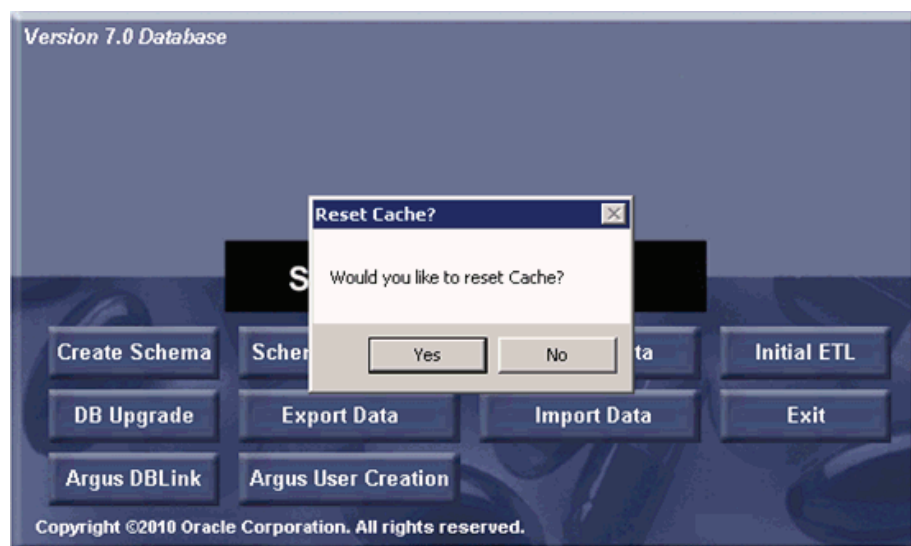 Version 7.0 Database
Reset Cache?
Would you like to reset Cache?
Yes No
Create Schema Initial ETL
DB Upgrade Export Data Import Data Exit
Argus DBLink Argus User Creation
Copyright ©2010 Oracle Corporation. All rights reserved.